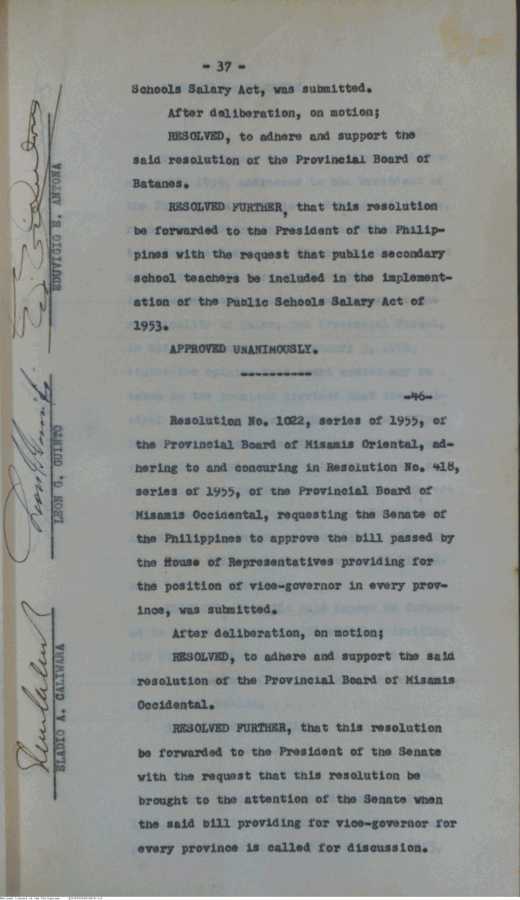 - 37 -
Schools Salary Act, was submitted.
After deliberation, on motion;
RESOLVED, to adhere and support the
said resolution of the Provincial Board of
Batanes.
RESOLVED FURTHER, that this resolution
be forwarded to the President of the Philip-
pines with the request that public secondary
school teachers be included in the implement-
ation of the Public Schools Salary Act of
1953.
APPROVED UNANIMOUSLY.
----------
-46-
Resolution No. 1022, series of 1955, of
the Provincial Board of Misamis Oriental, ad-
hering to and concuring in Resolution No. 418,
series of 1955, of the Provincial Board of
Misamis Occidental, requesting the Senate of
the Philippines to approve the bill passed by
the House of Representatives providing for
the position of vice-governor in every prov-
ince, was submitted.
After deliberation, on motion;
RESOLVED, to adhere and support the said
resolution of the Provincial Board of Misamis
Occidental.
RESOLVED FURTHER, that this resolution
be forwarded to the President of the Senate
with the request that this resolution be
brought to the attention of the Senate when
the said bill providing for vice-governor for
every province is called for discussion.
EDUVIGIO E. ANTONA
LEON G. GUINTO
ELADIO A. CALIWARA